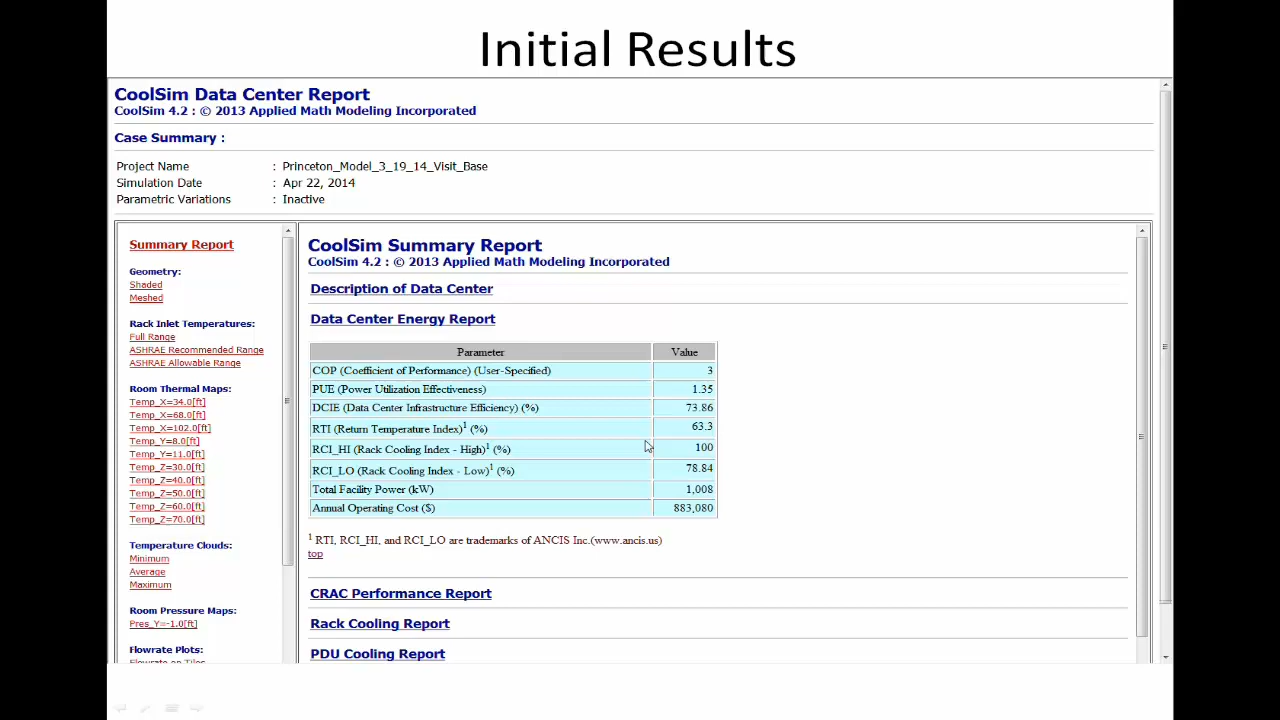 Initial Results
CoolSim Data Center Report
CoolSim 4.2 : © 2013 Applied Math Modeling Incorporated
Case Summary :
Project Name : Princeton_Model_3_19_14_Visit_Base
Simulation Date : Apr 22, 2014
Parametric Variations : Inactive
Summary Report
Geometry:
Shaded
Meshed
Rack Inlet Temperatures:
Full Range
ASHRAE Recommended Range
ASHRAE Allowable Range
Room Thermal Maps:
Temp_X=34.0[ft]
Temp_X=68.0[ft]
Temp_X=102.0[ft]
Temp_Y=8.0[ft]
Temp_Y=11.0[ft]
Temp_Z=30.0[ft]
Temp_Z=40.0[ft]
Temp_Z=50.0[ft]
Temp_Z=60.0[ft]
Temp_Z=70.0[ft]
Temperature Clouds:
Minimum
Average
Maximum
Room Pressure Maps:
Pres_Y=-1.0[ft]
Flowrate Plots:
Flowrate on Tiles
CoolSim Summary Report
CoolSim 4.2 : © 2013 Applied Math Modeling Incorporated
Description of Data Center
Data Center Energy Report
Parameter Value
COP (Coefficient of Performance) (User-Specified) 3
PUE (Power Utilization Effectiveness) 1.35
DCIE (Data Center Infrastructure Efficiency) (%) 73.86
RTI (Return Temperature Index)1 (%) 63.3
RCI_HI (Rack Cooling Index - High)1 (%) 100
RCI_LO (Rack Cooling Index - Low)1 (%) 78.84
Total Facility Power (kW) 1,008
Annual Operating Cost ($) 883,080
1 RTI, RCI_HI, and RCI_LO are trademarks of ANCIS Inc.(www.ancis.us)
top
CRAC Performance Report
Rack Cooling Report
PDU Cooling Report